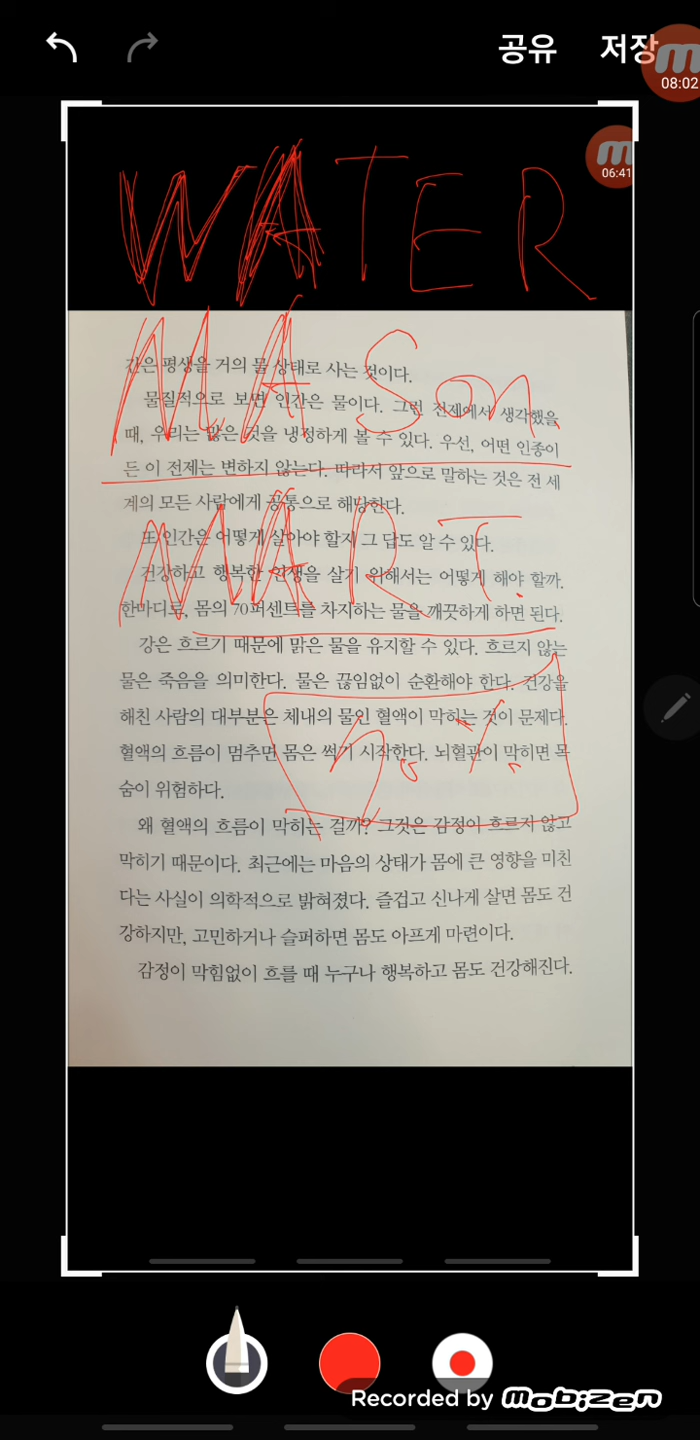 공유 저장
08:02
06:41
WATER
MASon
MART.
5.%
간은 평생을 거의 물 상태로 사는 것이다.
물질적으로 보면 인간은 물이다. 그런 전제에서 생각했을
때, 우리는 많은 것을 냉정하게 볼 수 있다. 우선, 어떤 인종이
든 이 전제는 변하지 않는다. 따라서 앞으로 말하는 것은 전 세
계의 모든 사람에게 공통으로 해당한다.
또 인간은 어떻게 살아야 할지 그 답도 알 수 있다.
건강하고 행복한 인생을 살기 위해서는 어떻게 해야 할까.
한마디로, 몸의 70퍼센트를 차지하는 물을 깨끗하게 하면 된다.
강은 흐르기 때문에 맑은 물을 유지할 수 있다. 흐르지 않는
물은 죽음을 의미한다. 물은 끊임없이 순환해야 한다. 건강을
해친 사람의 대부분은 체내의 물인 혈액이 막히는 것이 문제다.
혈액의 흐름이 멈추면 몸은 썩기 시작한다. 뇌혈관이 막히면 목
숨이 위험하다.
왜 혈액의 흐름이 막히는 걸까? 그것은 감정이 흐르지 않고
막히기 때문이다. 최근에는 마음의 상태가 몸에 큰 영향을 미친
다는 사실이 의학적으로 밝혀졌다. 즐겁고 신나게 살면 몸도 건
강하지만, 고민하거나 슬퍼하면 몸도 아프게 마련이다.
감정이 막힘없이 흐를 때 누구나 행복하고 몸도 건강해진다.
Recorded by mobizen